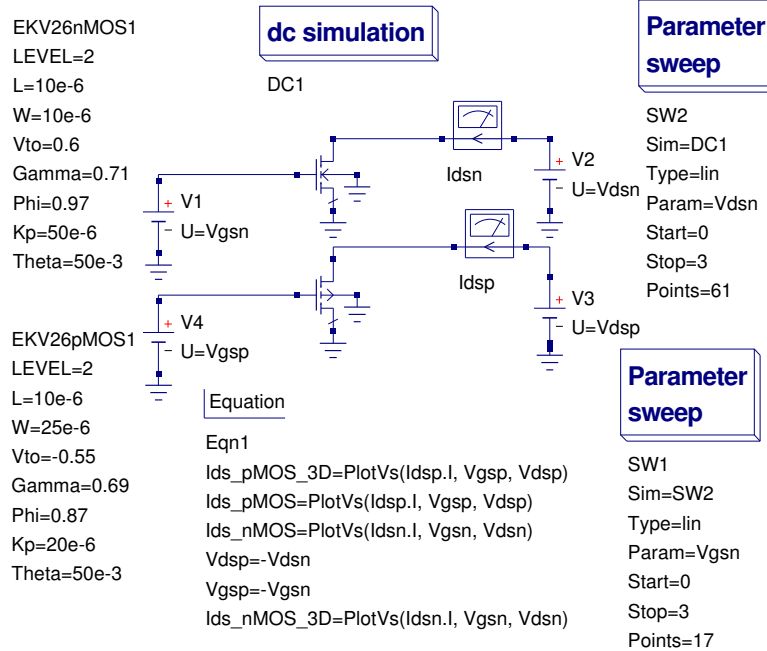 EKV26nMOS1
LEVEL=2
L=10e-6
W=10e-6
Vto=0.6
Gamma=0.71
Phi=0.97
Kp=50e-6
Theta=50e-3
dc simulation
DC1
Parameter
sweep
SW2
Sim=DC1
Type=lin
Param=Vdsn
Start=0
Stop=3
Points=61
Idsn
+ V2
- U=Vdsn
+ V1
- U=Vgsn
Idsp
+ V3
- U=Vdsp
+ V4
- U=Vgsp
EKV26pMOS1
LEVEL=2
L=10e-6
W=25e-6
Vto=-0.55
Gamma=0.69
Phi=0.87
Kp=20e-6
Theta=50e-3
Equation
Eqn1
Ids_pMOS_3D=PlotVs(Idsp.I, Vgsp, Vdsp)
Ids_pMOS=PlotVs(Idsp.I, Vgsp, Vdsp)
Ids_nMOS=PlotVs(Idsn.I, Vgsn, Vdsn)
Vdsp=-Vdsn
Vgsp=-Vgsn
Ids_nMOS_3D=PlotVs(Idsn.I, Vgsn, Vdsn)
Parameter
sweep
SW1
Sim=SW2
Type=lin
Param=Vgsn
Start=0
Stop=3
Points=17